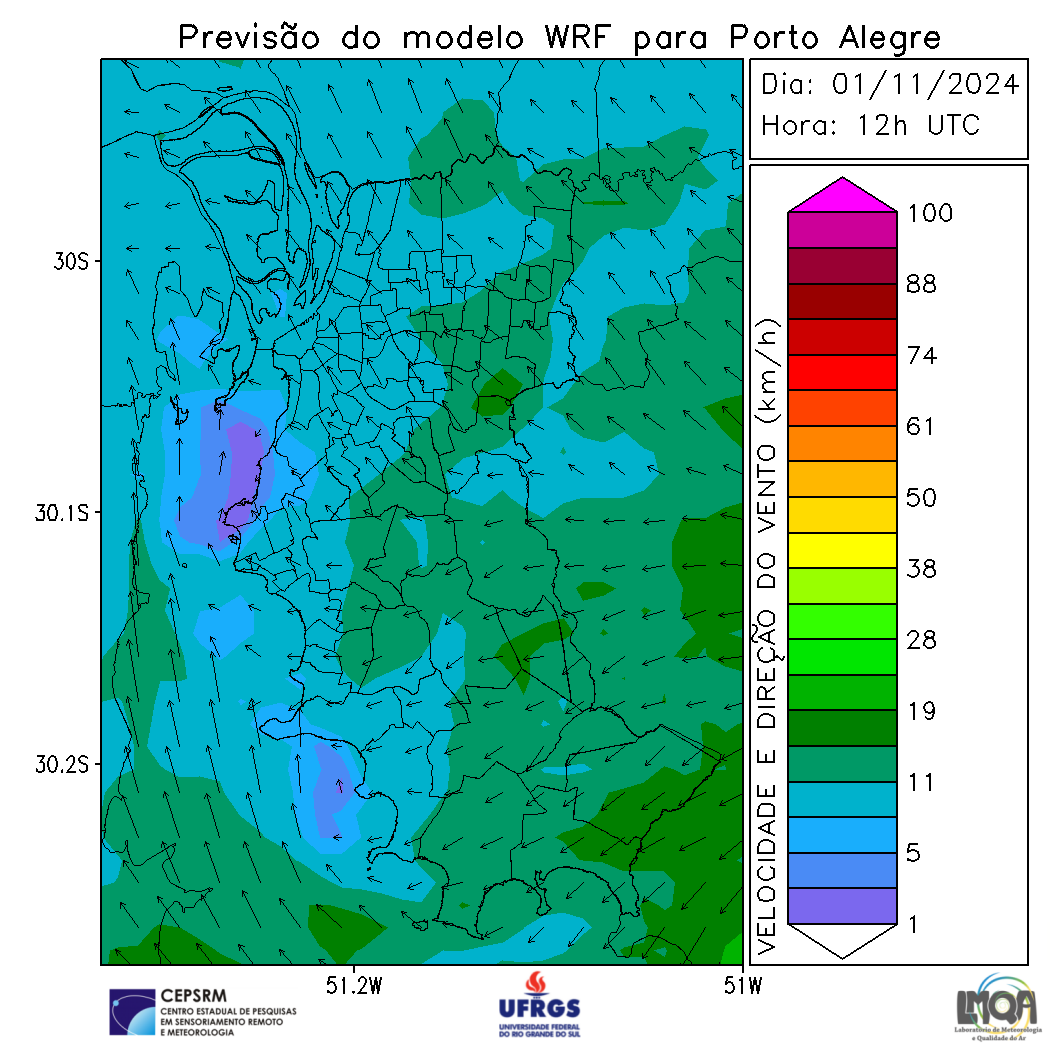 Previsão do modelo WRF para Porto Alegre
Dia: 01/11/2024
Hora: 12h UTC
30S
30.1S
30.2S
51.2W
51W
VELOCIDADE E DIREÇÃO DO VENTO (km/h)
100
88
74
61
50
38
28
19
11
5
1
CEPSRM
CENTRO ESTADUAL DE PESQUISAS
EM SENSORIAMENTO REMOTO
E METEOROLOGIA
UFRGS
UNIVERSIDADE FEDERAL
DO RIO GRANDE DO SUL
LMQA
Laboratório de Meteorologia
e Qualidade do Ar